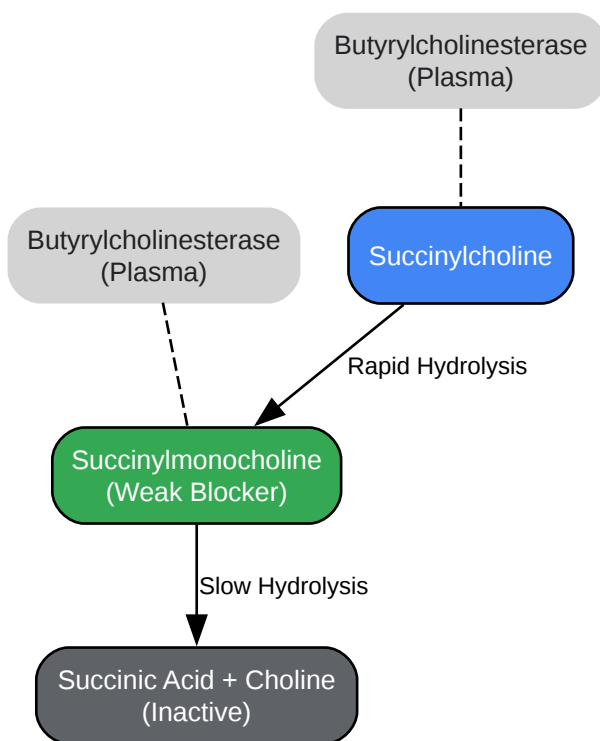 Butyrylcholinesterase
(Plasma)
Butyrylcholinesterase
(Plasma)
Succinylcholine
Rapid Hydrolysis
Succinylmonocholine
(Weak Blocker)
Slow Hydrolysis
Succinic Acid + Choline
(Inactive)